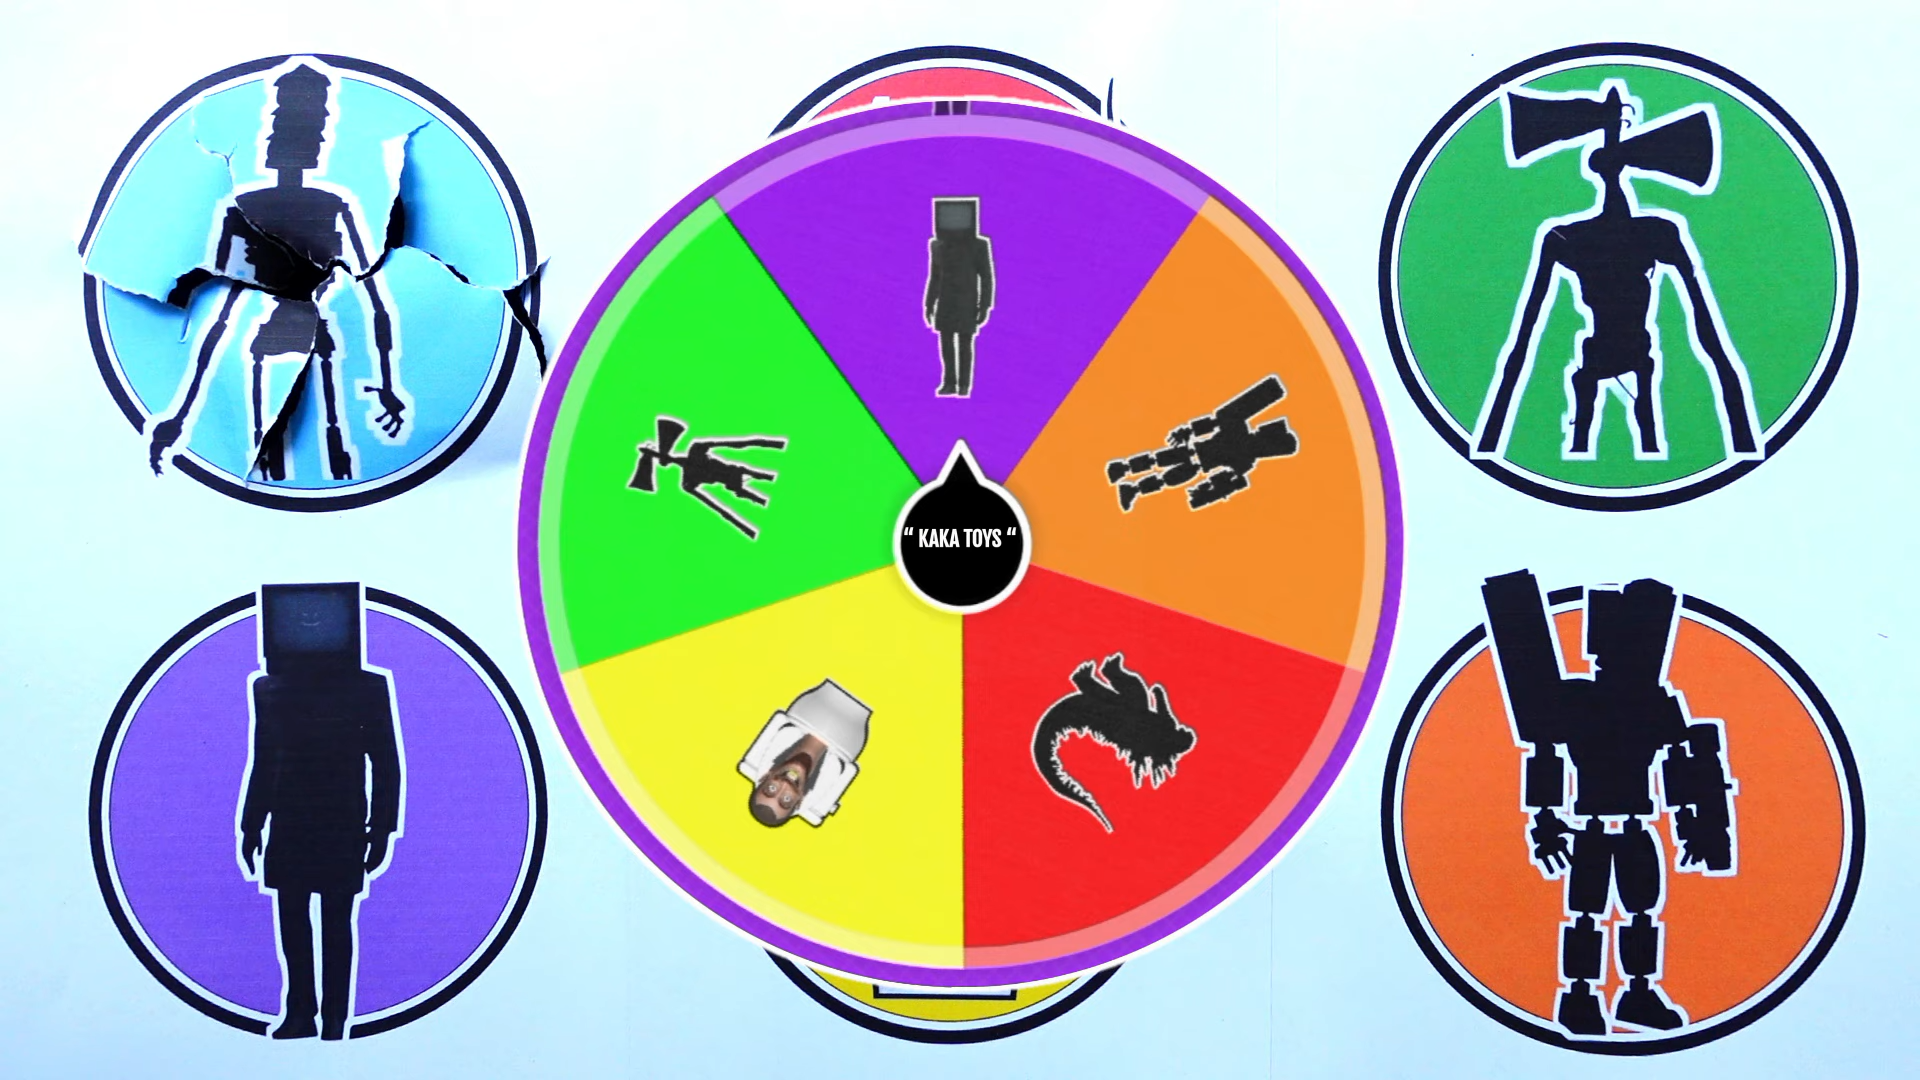 “ KAKA TOYS “